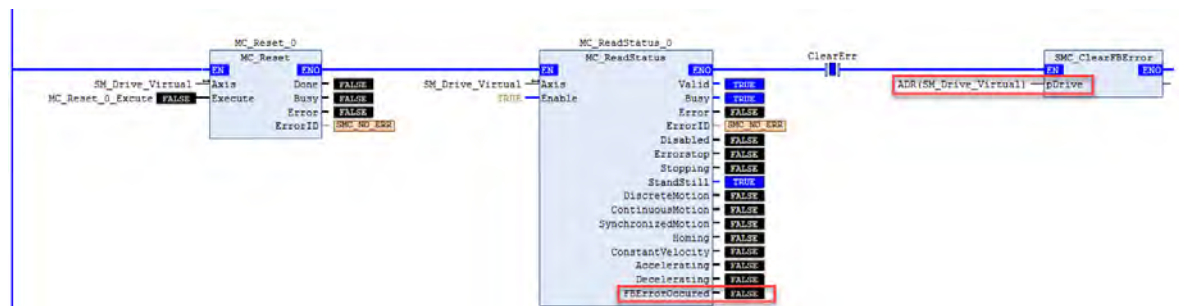 MC_Reset_0
MC_Reset
EN ENO
SM_Drive_Virtual Axis Done FALSE
MC_Reset_0_Excute FALSE Execute Busy FALSE
Error FALSE
ErrorID SMC_NO_ERR
MC_ReadStatus_0
MC_ReadStatus
EN ENO
SM_Drive_Virtual Axis Valid TRUE
TRUE Enable Busy TRUE
Error FALSE
ErrorID SMC_NO_ERR
Disabled FALSE
Errorstop FALSE
Stopping FALSE
StandStill TRUE
DiscreteMotion FALSE
ContinuousMotion FALSE
SynchronizedMotion FALSE
Homing FALSE
ConstantVelocity FALSE
Accelerating FALSE
Decelerating FALSE
FBErrorOccured FALSE
ClearErr
SMC_ClearFBError
EN ENO
ADR(SM_Drive_Virtual) pDrive